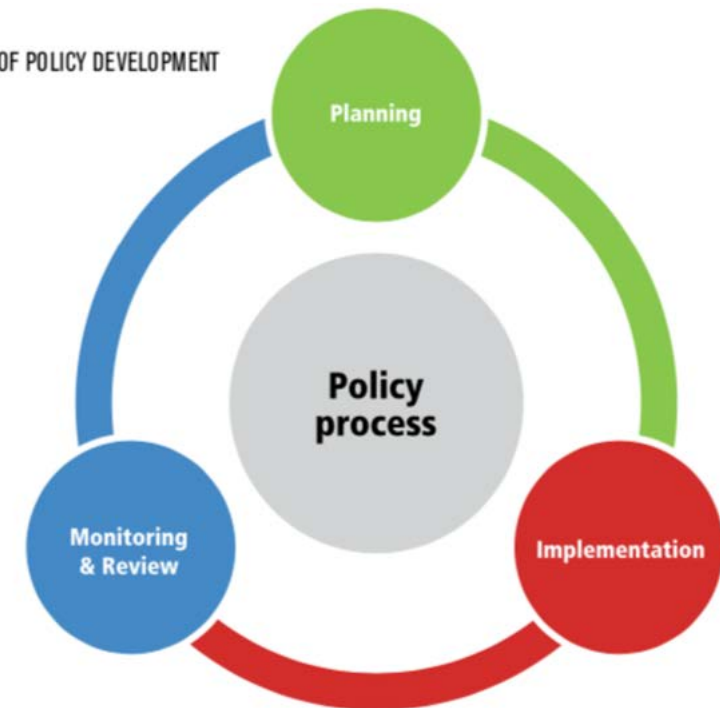 OF POLICY DEVELOPMENT
Planning
Policy
process
Monitoring
& Review
Implementation